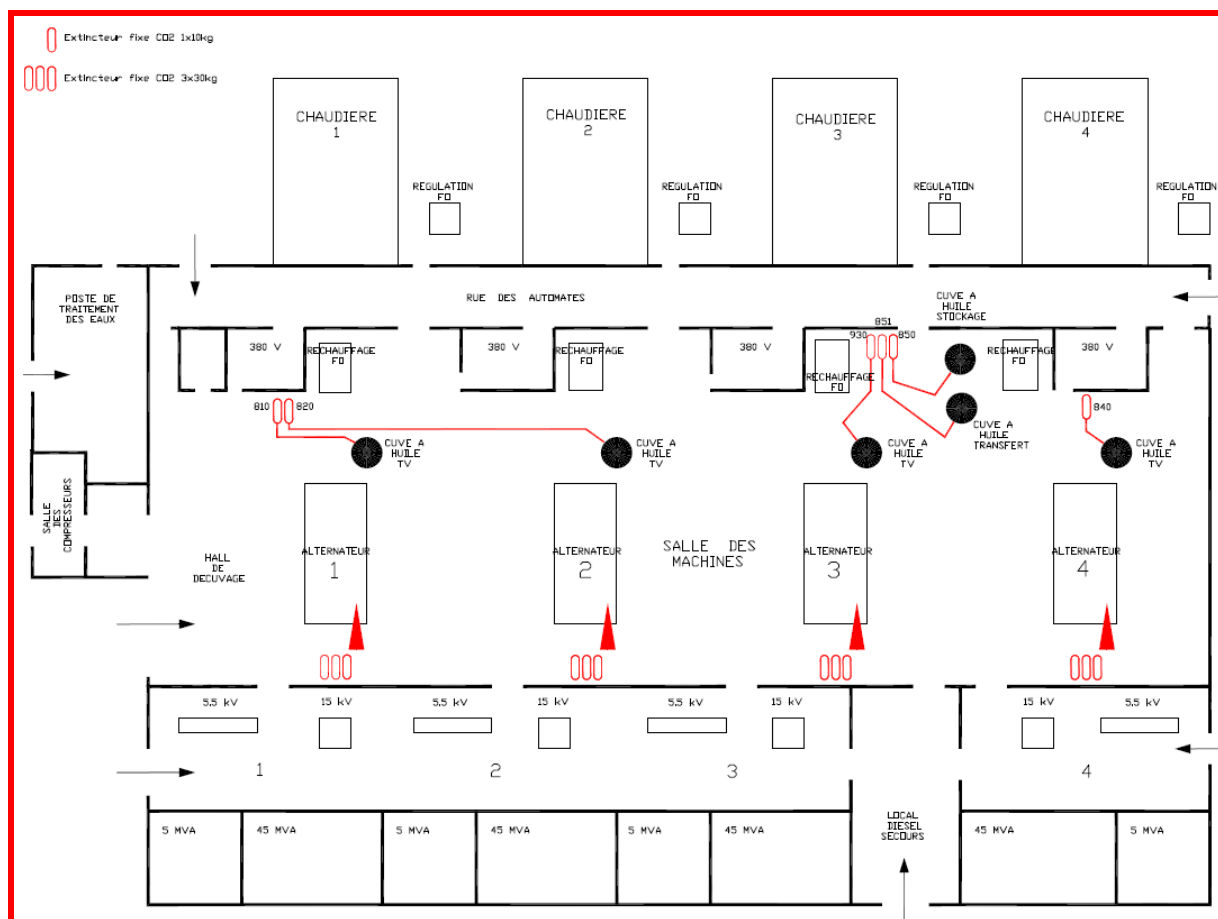 Extincteur fixe CO2 1x10kg
Extincteur fixe CO2 3x30kg
CHAUDIERE
1
CHAUDIERE
2
CHAUDIERE
3
CHAUDIERE
4
REGULATION
FO
REGULATION
FO
REGULATION
FO
REGULATION
FO
POSTE DE
TRAITEMENT
DES EAUX
RUE DES AUTOMATES
CUVE A
HUILE
STOCKAGE
380 V
RECHAUFFAGE
FO
380 V
RECHAUFFAGE
FO
380 V
RECHAUFFAGE
FO
930
851
850
RECHAUFFAGE
FO
380 V
810
820
840
CUVE A
HUILE
TV
CUVE A
HUILE
TV
CUVE A
HUILE
TV
CUVE A
HUILE
TRANSFERT
CUVE A
HUILE
TV
SALLE
DES
COMPRESSEURS
HALL
DE
DECUVAGE
ALTERNATEUR
1
ALTERNATEUR
2
SALLE DES
MACHINES
ALTERNATEUR
3
ALTERNATEUR
4
5.5 kV
15 kV
5.5 kV
15 kV
5.5 kV
15 kV
15 kV
5.5 kV
1
2
3
4
5 MVA
45 MVA
5 MVA
45 MVA
5 MVA
45 MVA
LOCAL
DIESEL
SECOURS
45 MVA
5 MVA